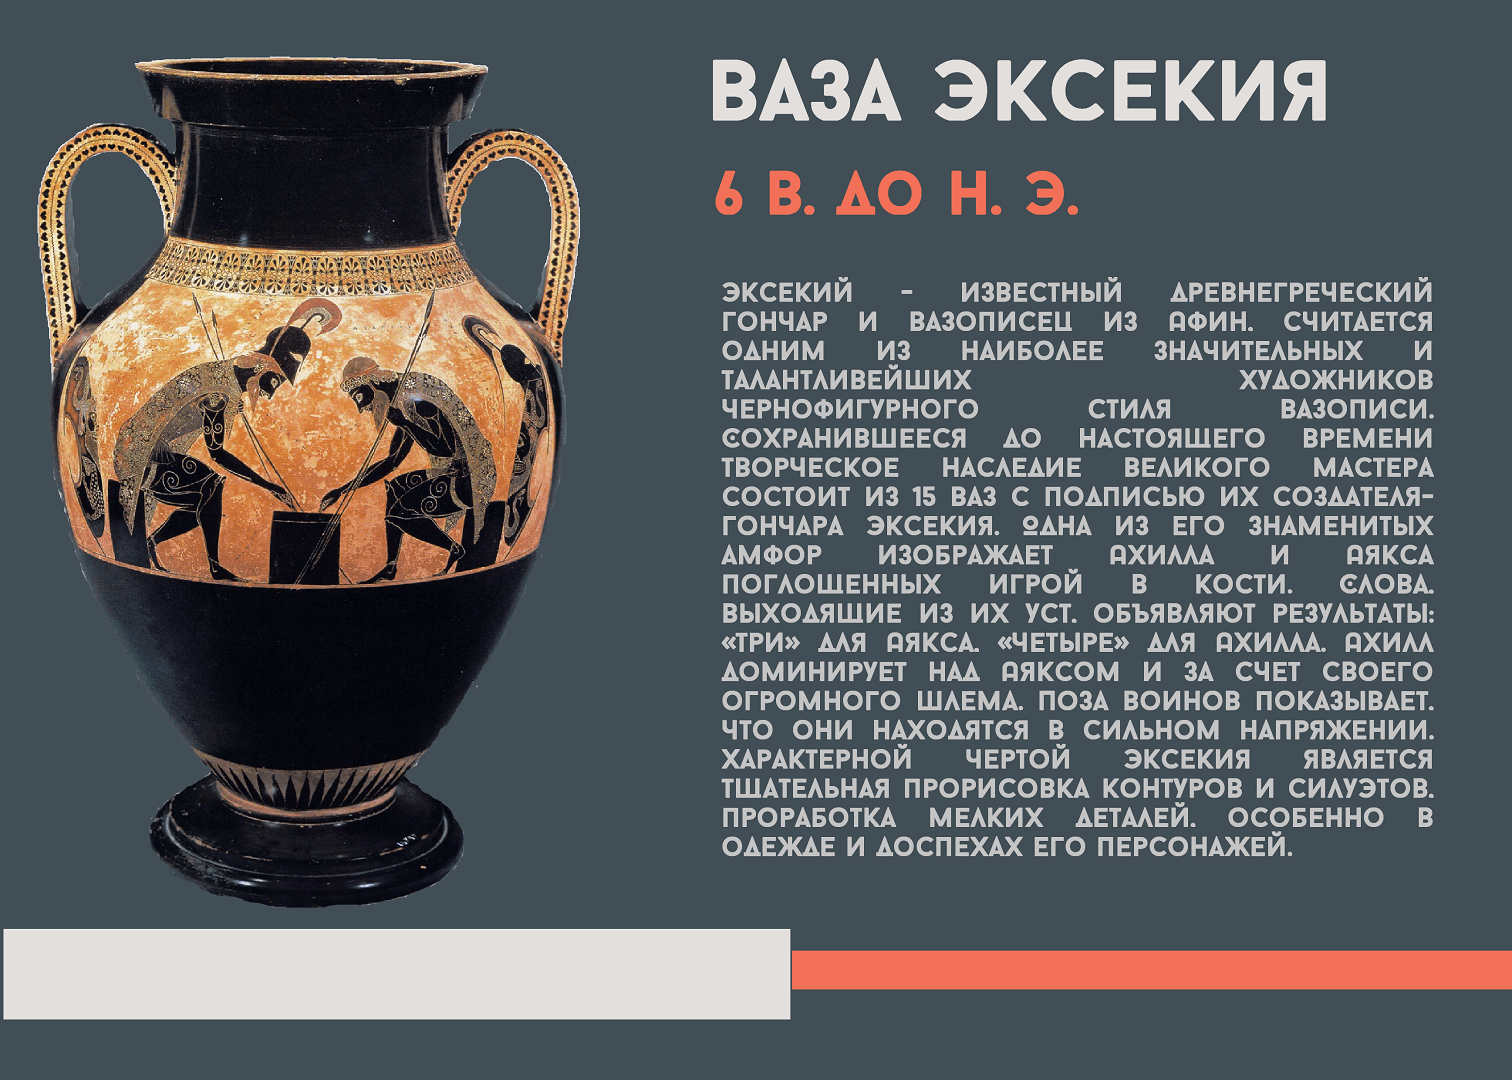 ВАЗА ЭКСЕКИЯ
6 В. ДО Н. Э.
ЭКСЕКИЙ - ИЗВЕСТНЫЙ ДРЕВНЕГРЕЧЕСКИЙ
ГОНЧАР И ВАЗОПИСЕЦ ИЗ АФИН. СЧИТАЕТСЯ
ОДНИМ ИЗ НАИБОЛЕЕ ЗНАЧИТЕЛЬНЫХ И
ТАЛАНТЛИВЕЙШИХ ХУДОЖНИКОВ
ЧЕРНОФИГУРНОГО СТИЛЯ ВАЗОПИСИ.
СОХРАНИВШЕЕСЯ ДО НАСТОЯЩЕГО ВРЕМЕНИ
ТВОРЧЕСКОЕ НАСЛЕДИЕ ВЕЛИКОГО МАСТЕРА
СОСТОИТ ИЗ 15 ВАЗ С ПОДПИСЬЮ ИХ СОЗДАТЕЛЯ-
ГОНЧАРА ЭКСЕКИЯ. ОДНА ИЗ ЕГО ЗНАМЕНИТЫХ
АМФОР ИЗОБРАЖАЕТ АХИЛЛА И АЯКСА
ПОГЛОЩЕННЫХ ИГРОЙ В КОСТИ. СЛОВА.
ВЫХОДЯЩИЕ ИЗ ИХ УСТ. ОБЪЯВЛЯЮТ РЕЗУЛЬТАТЫ:
«ТРИ» ДЛЯ АЯКСА. «ЧЕТЫРЕ» ДЛЯ АХИЛЛА. АХИЛЛ
ДОМИНИРУЕТ НАД АЯКСОМ И ЗА СЧЕТ СВОЕГО
ОГРОМНОГО ШЛЕМА. ПОЗА ВОИНОВ ПОКАЗЫВАЕТ.
ЧТО ОНИ НАХОДЯТСЯ В СИЛЬНОМ НАПРЯЖЕНИИ.
ХАРАКТЕРНОЙ ЧЕРТОЙ ЭКСЕКИЯ ЯВЛЯЕТСЯ
ТЩАТЕЛЬНАЯ ПРОРИСОВКА КОНТУРОВ И СИЛУЭТОВ.
ПРОРАБОТКА МЕЛКИХ ДЕТАЛЕЙ. ОСОБЕННО В
ОДЕЖДЕ И ДОСПЕХАХ ЕГО ПЕРСОНАЖЕЙ.